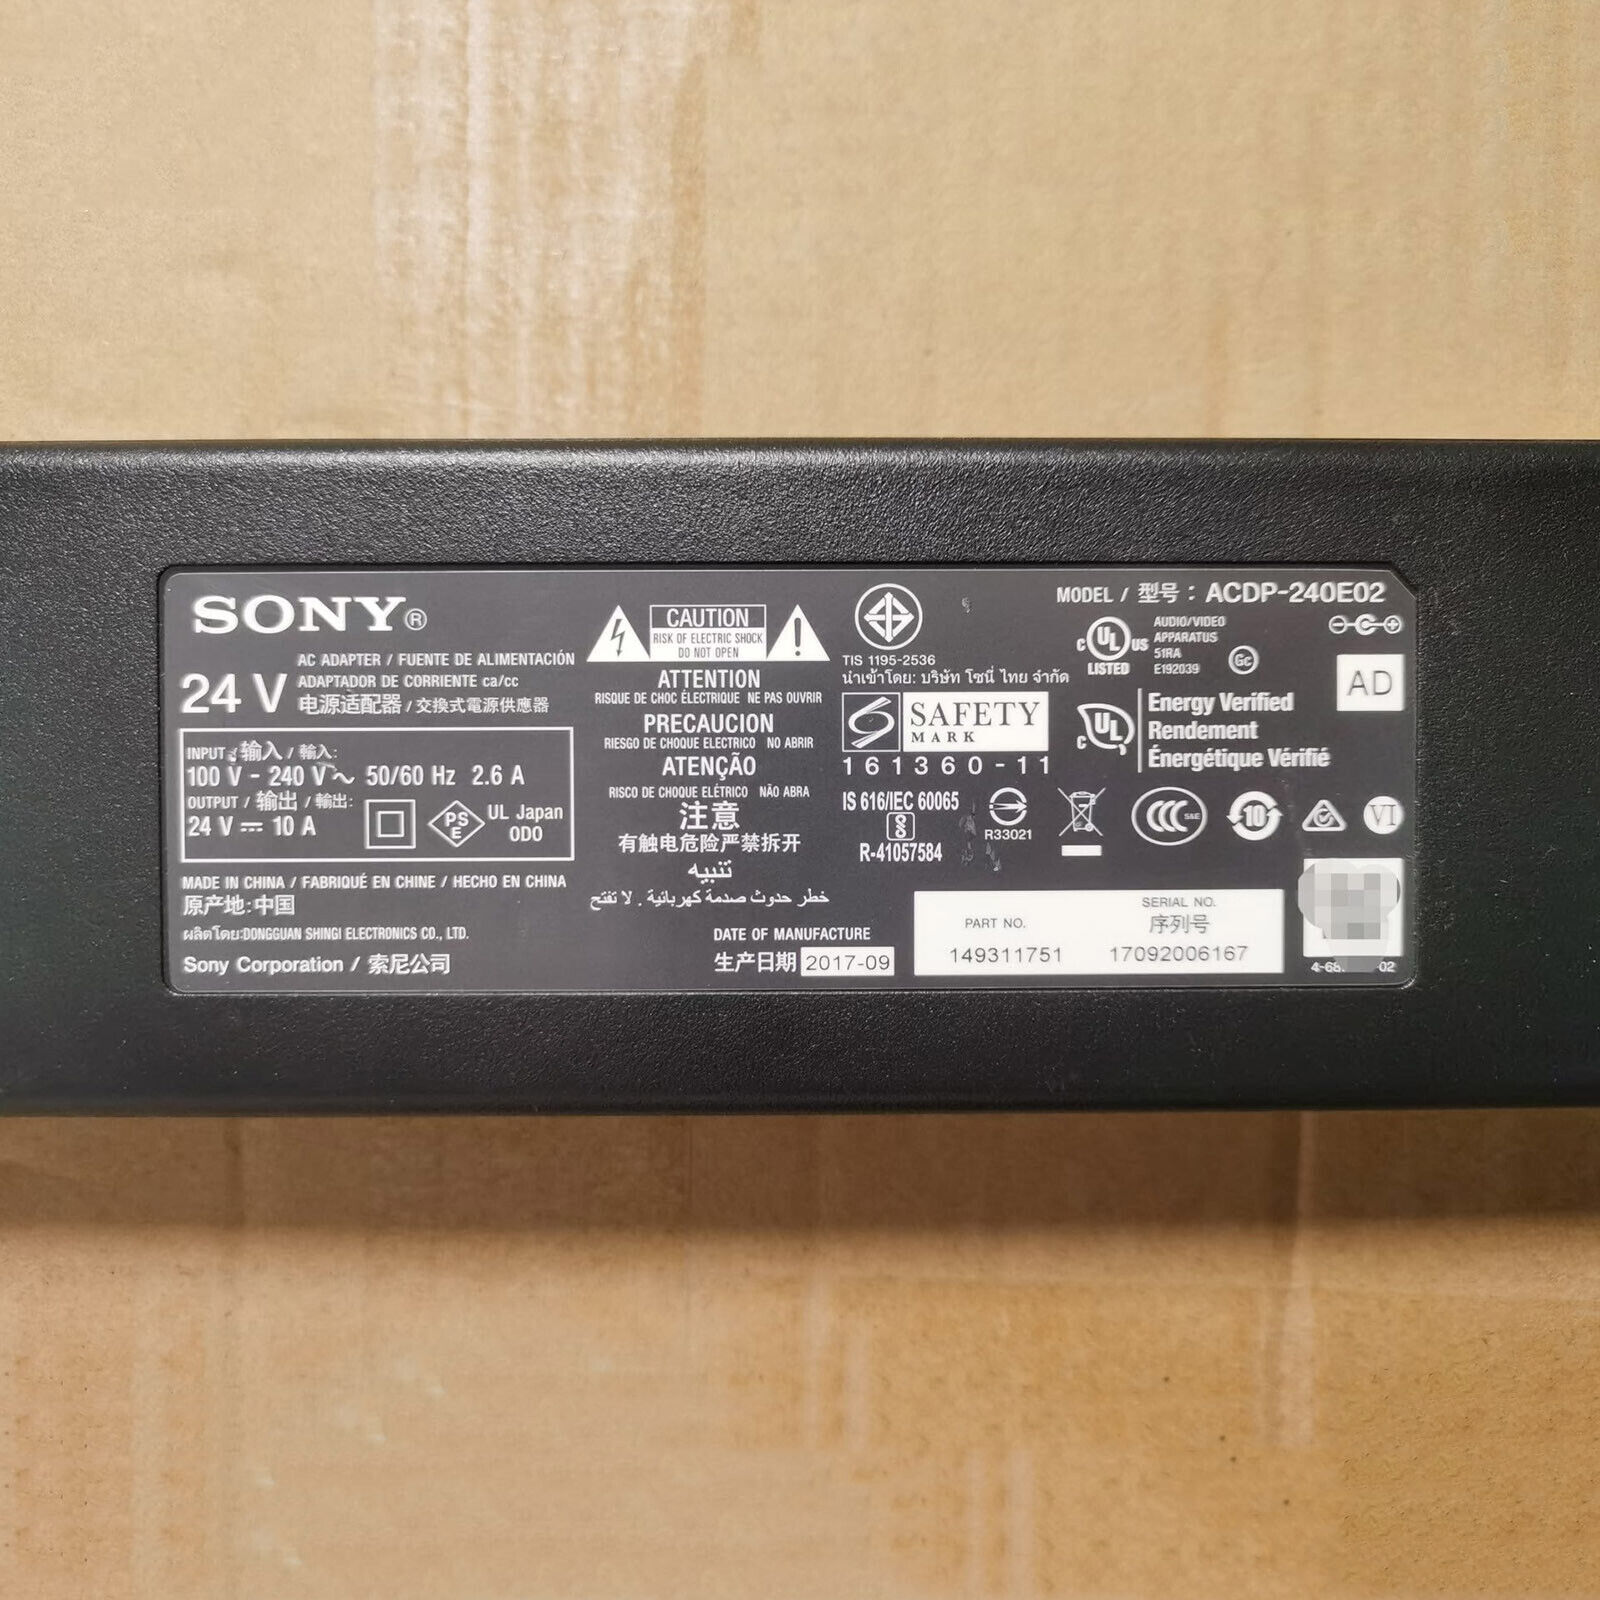 SONY®
24 V
AC ADAPTER / FUENTE DE ALIMENTACIÓN
ADAPTADOR DE CORRIENTE ca/cc
电源适配器 / 交換式電源供應器
INPUT / 输入 / 輸入:
100 V - 240 V ~ 50/60 Hz 2.6 A
OUTPUT / 输出 / 輸出:
24 V ⎓ 10 A
PS
E
UL Japan
ODO
MADE IN CHINA / FABRIQUÉ EN CHINE / HECHO EN CHINA
原产地:中国
ผลิตโดย:DONGGUAN SHINGI ELECTRONICS CO., LTD.
Sony Corporation / 索尼公司
CAUTION
RISK OF ELECTRIC SHOCK
DO NOT OPEN
ATTENTION
RISQUE DE CHOC ÉLECTRIQUE NE PAS OUVRIR
PRECAUCION
RIESGO DE CHOQUE ELECTRICO NO ABRIR
ATENÇÃO
RISCO DE CHOQUE ELÉTRICO NÃO ABRA
注意
有触电危险严禁拆开
تنبيه
خطر حدوث صدمة كهربائية . لا تفتح
DATE OF MANUFACTURE
生产日期 2017-09
TIS 1195-2536
นำเข้าโดย: บริษัท โซนี่ ไทย จำกัด
SAFETY
MARK
161360-11
IS 616/IEC 60065
R-41057584
R33021
MODEL / 型号 : ACDP-240E02
c UL us
LISTED
AUDIO/VIDEO
APPARATUS
51RA
E192039
Gc
AD
c UL
Energy Verified
Rendement
Énergétique Vérifié
CCC S&E
10
VI
PART NO.
149311751
SERIAL NO.
序列号
17092006167